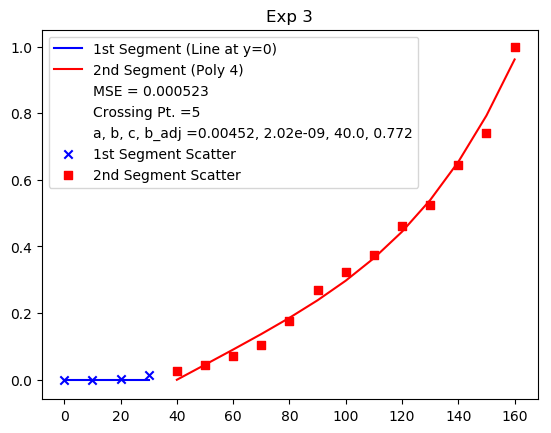 Exp 3
1st Segment (Line at y=0)
2nd Segment (Poly 4)
MSE = 0.000523
Crossing Pt. =5
a, b, c, b_adj =0.00452, 2.02e-09, 40.0, 0.772
1st Segment Scatter
2nd Segment Scatter
1.0
0.8
0.6
0.4
0.2
0.0
0 20 40 60 80 100 120 140 160